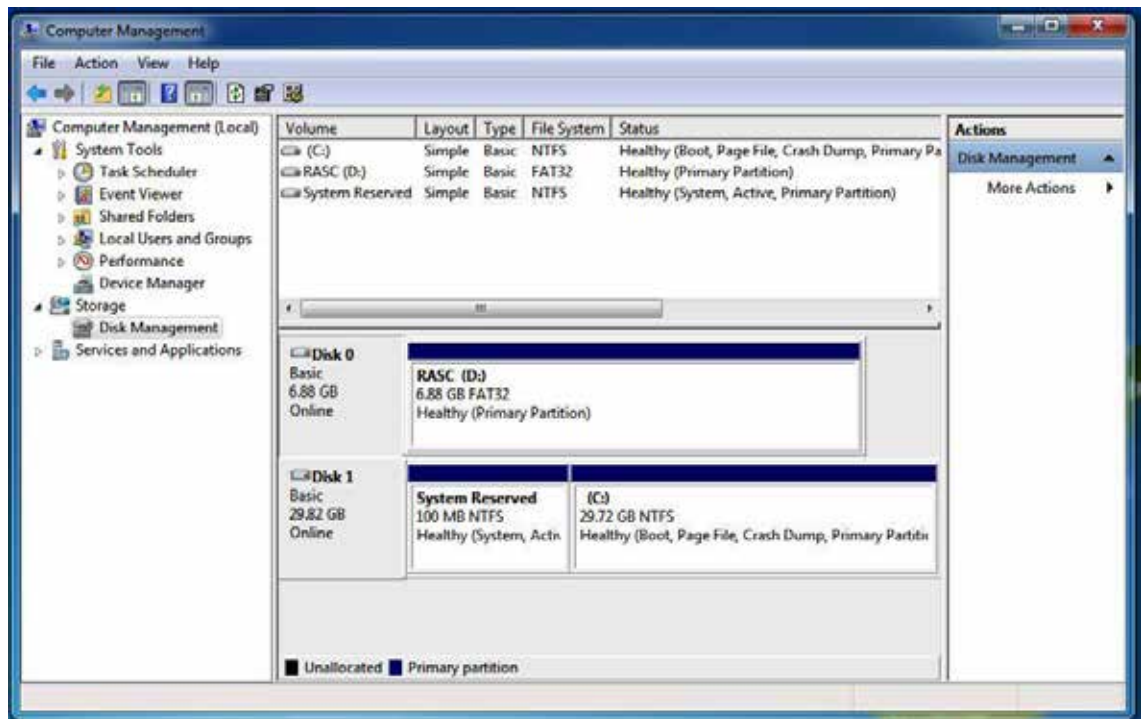 Computer Management
File Action View Help
Computer Management (Local)
System Tools
Task Scheduler
Event Viewer
Shared Folders
Local Users and Groups
Performance
Device Manager
Storage
Disk Management
Services and Applications
Volume Layout Type File System Status
(C:) Simple Basic NTFS Healthy (Boot, Page File, Crash Dump, Primary Pa
RASC (D:) Simple Basic FAT32 Healthy (Primary Partition)
System Reserved Simple Basic NTFS Healthy (System, Active, Primary Partition)
Disk 0
Basic
6.88 GB
Online
RASC (D:)
6.88 GB FAT32
Healthy (Primary Partition)
Disk 1
Basic
29.82 GB
Online
System Reserved
100 MB NTFS
Healthy (System, Activ
(C:)
29.72 GB NTFS
Healthy (Boot, Page File, Crash Dump, Primary Partitio
Unallocated Primary partition
Actions
Disk Management
More Actions